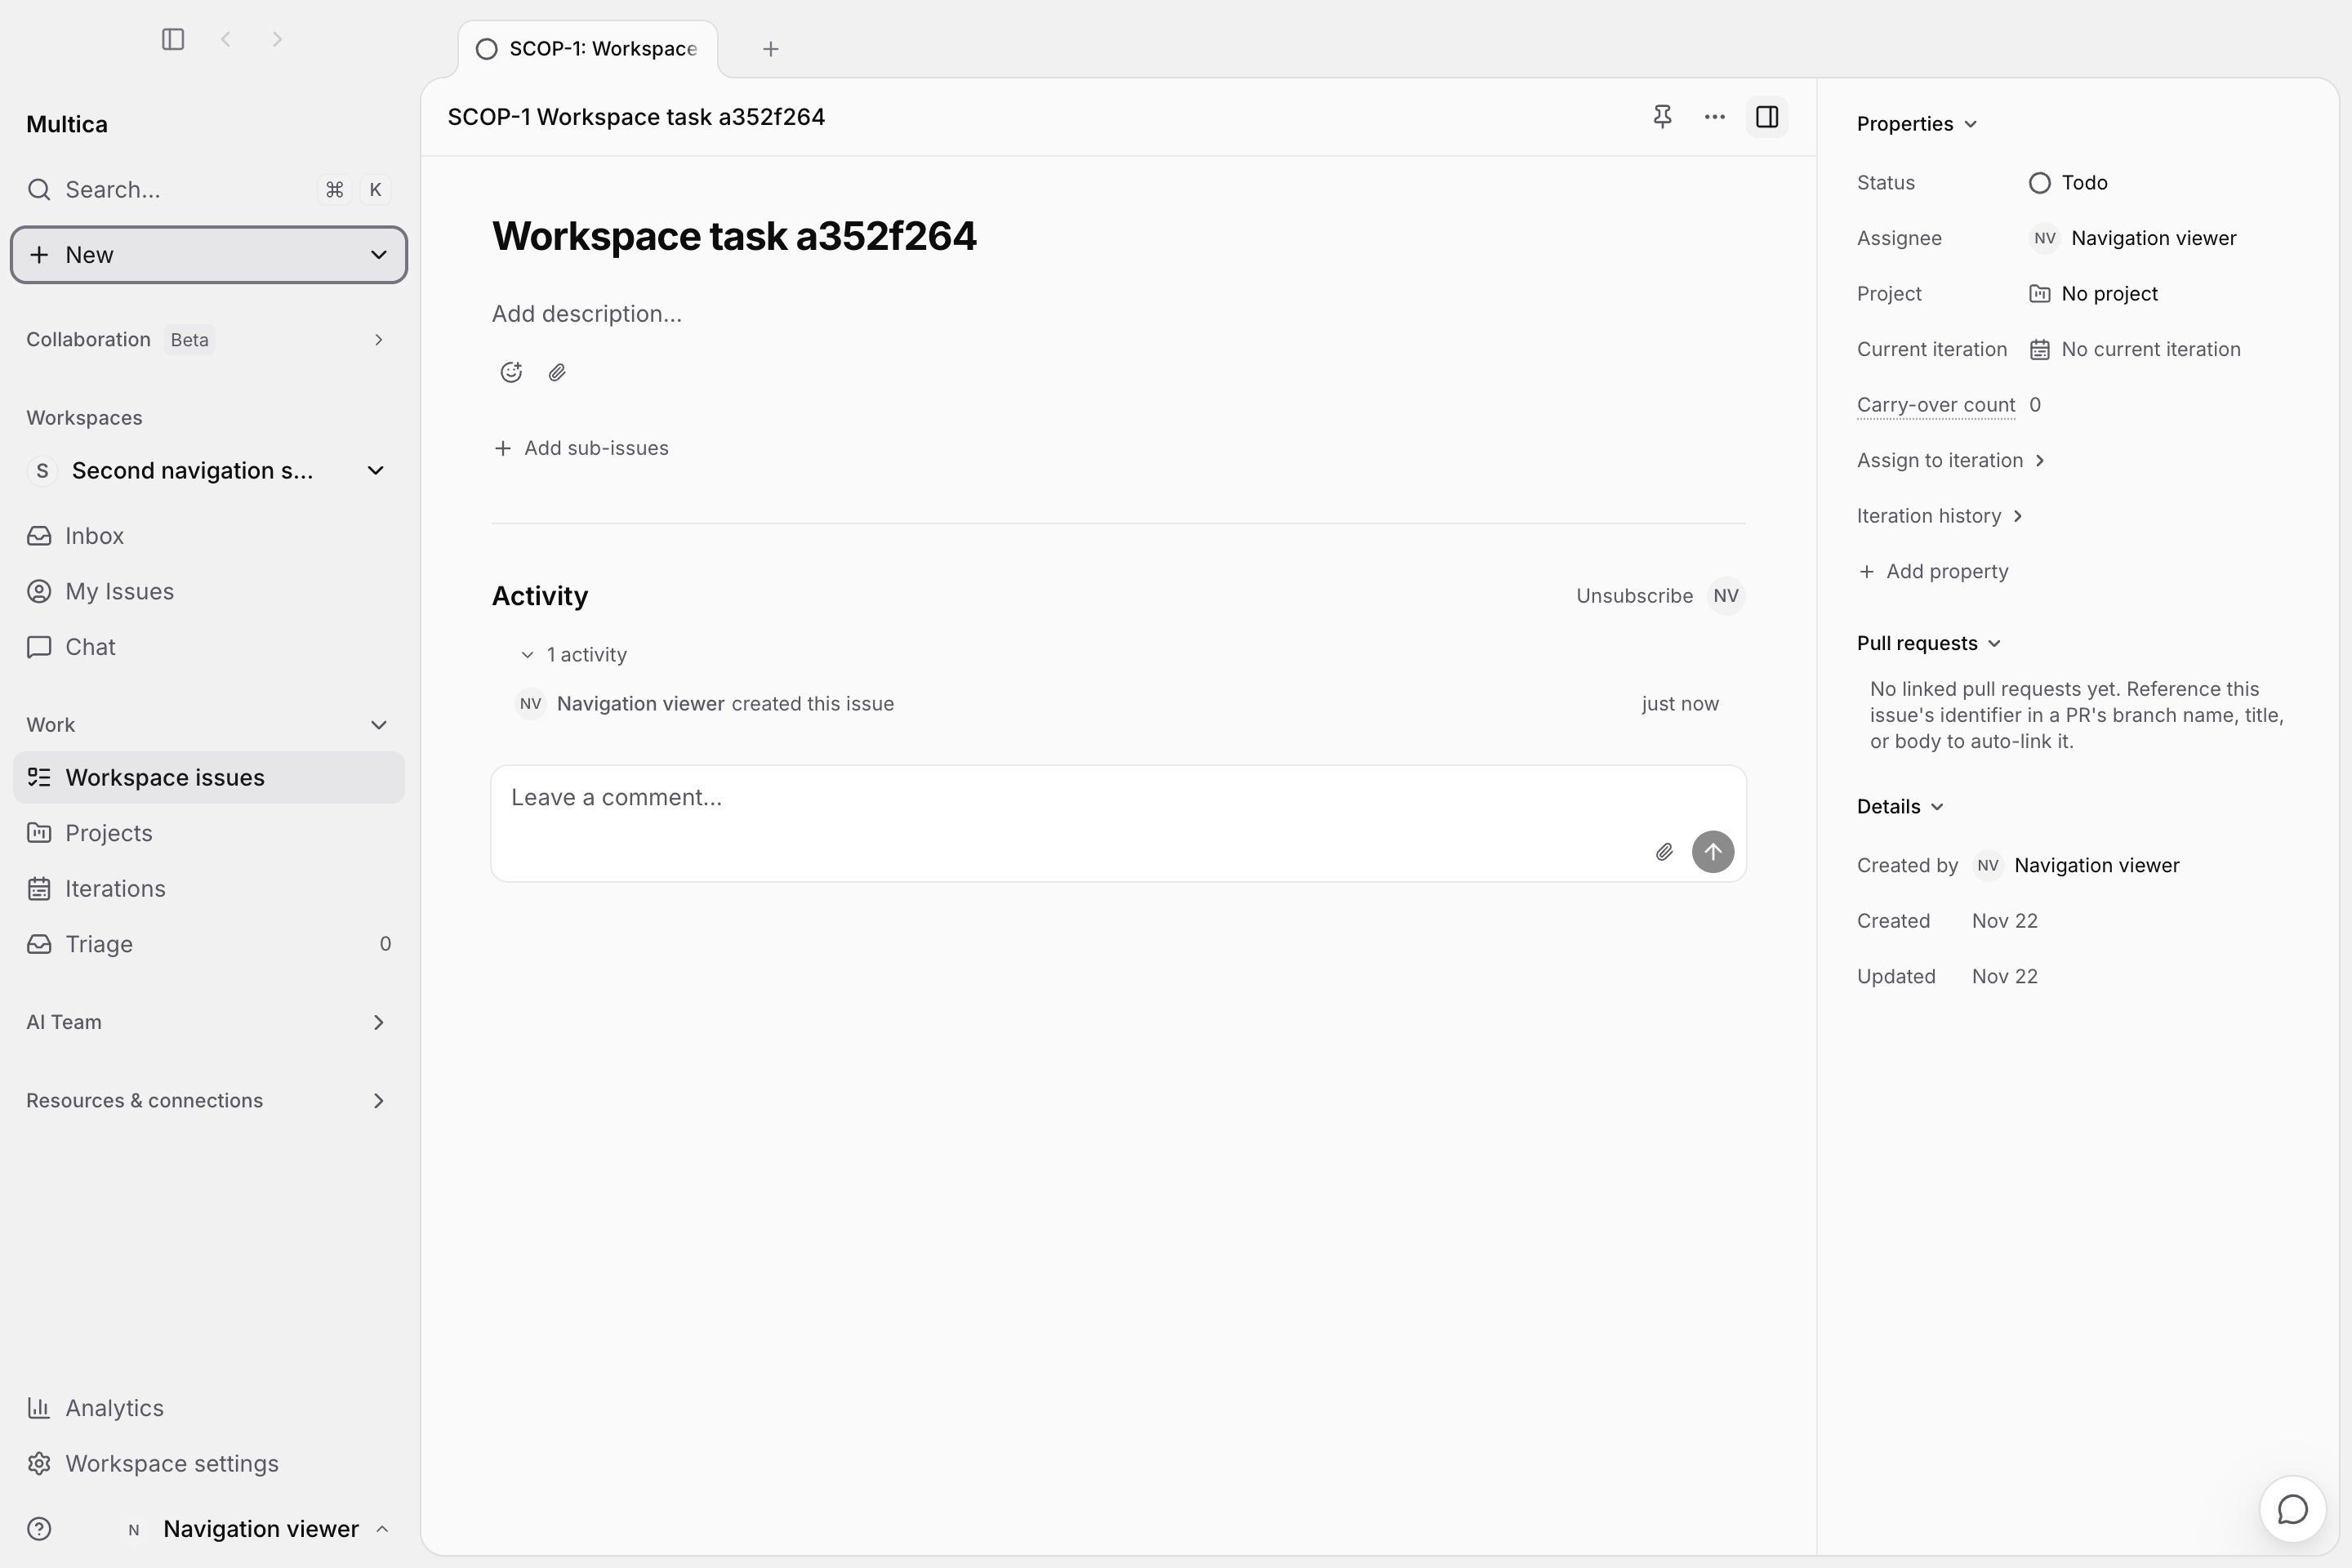 SCOP-1: Workspace
Multica
Search...
⌘ K
New
Collaboration Beta
Workspaces
S Second navigation s...
Inbox
My Issues
Chat
Work
Workspace issues
Projects
Iterations
Triage 0
AI Team
Resources & connections
Analytics
Workspace settings
N Navigation viewer
SCOP-1 Workspace task a352f264
Workspace task a352f264
Add description...
Add sub-issues
Activity
Unsubscribe NV
1 activity
NV Navigation viewer created this issue just now
Leave a comment...
Properties
Status Todo
Assignee NV Navigation viewer
Project No project
Current iteration No current iteration
Carry-over count 0
Assign to iteration
Iteration history
Add property
Pull requests
No linked pull requests yet. Reference this
issue's identifier in a PR's branch name, title,
or body to auto-link it.
Details
Created by NV Navigation viewer
Created Nov 22
Updated Nov 22